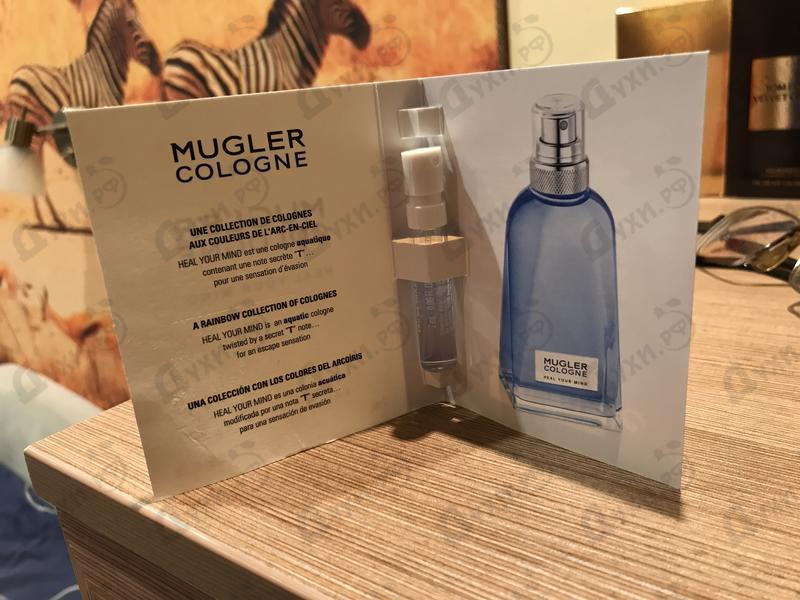 MUGLER
COLOGNE
UNE COLLECTION DE COLOGNES
AUX COULEURS DE L'ARC-EN-CIEL
HEAL YOUR MIND est une cologne aquatique
contenant une note secrète "T"...
pour une sensation d'évasion
A RAINBOW COLLECTION OF COLOGNES
HEAL YOUR MIND is an aquatic cologne
twisted by a secret "T" note...
for an escape sensation
UNA COLECCIÓN CON LOS COLORES DEL ARCOÍRIS
HEAL YOUR MIND es una colonia acuática
modificada por una nota "T" secreta...
para una sensación de evasión
MUGLER
COLOGNE
HEAL YOUR MIND
Духи.РФ